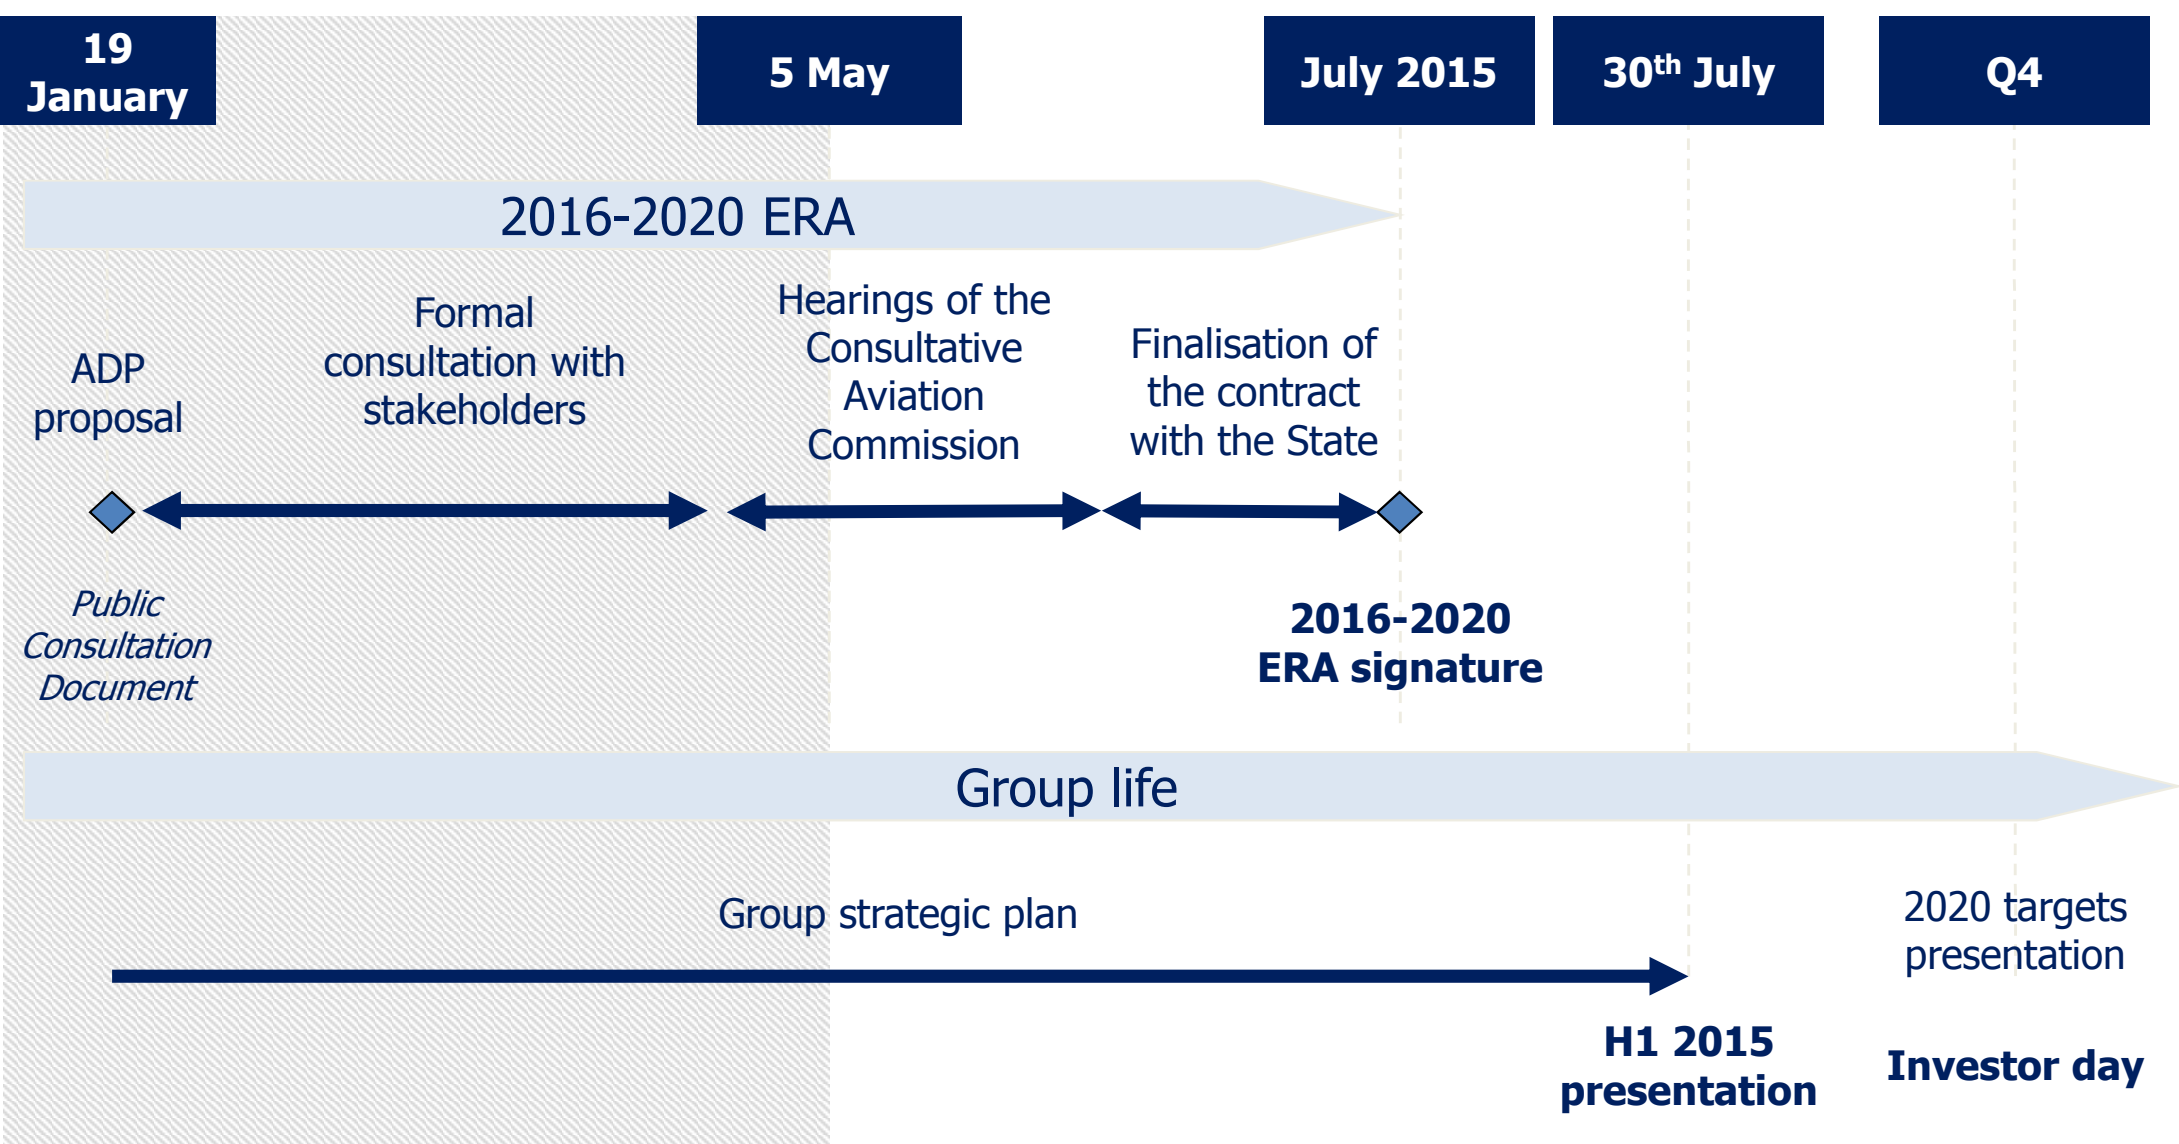 19
January
5 May
July 2015
30th July
Q4
2016-2020 ERA
ADP
proposal
Formal
consultation with
stakeholders
Hearings of the
Consultative
Aviation
Commission
Finalisation of
the contract
with the State
Public
Consultation
Document
2016-2020
ERA signature
Group life
Group strategic plan
2020 targets
presentation
H1 2015
presentation
Investor day